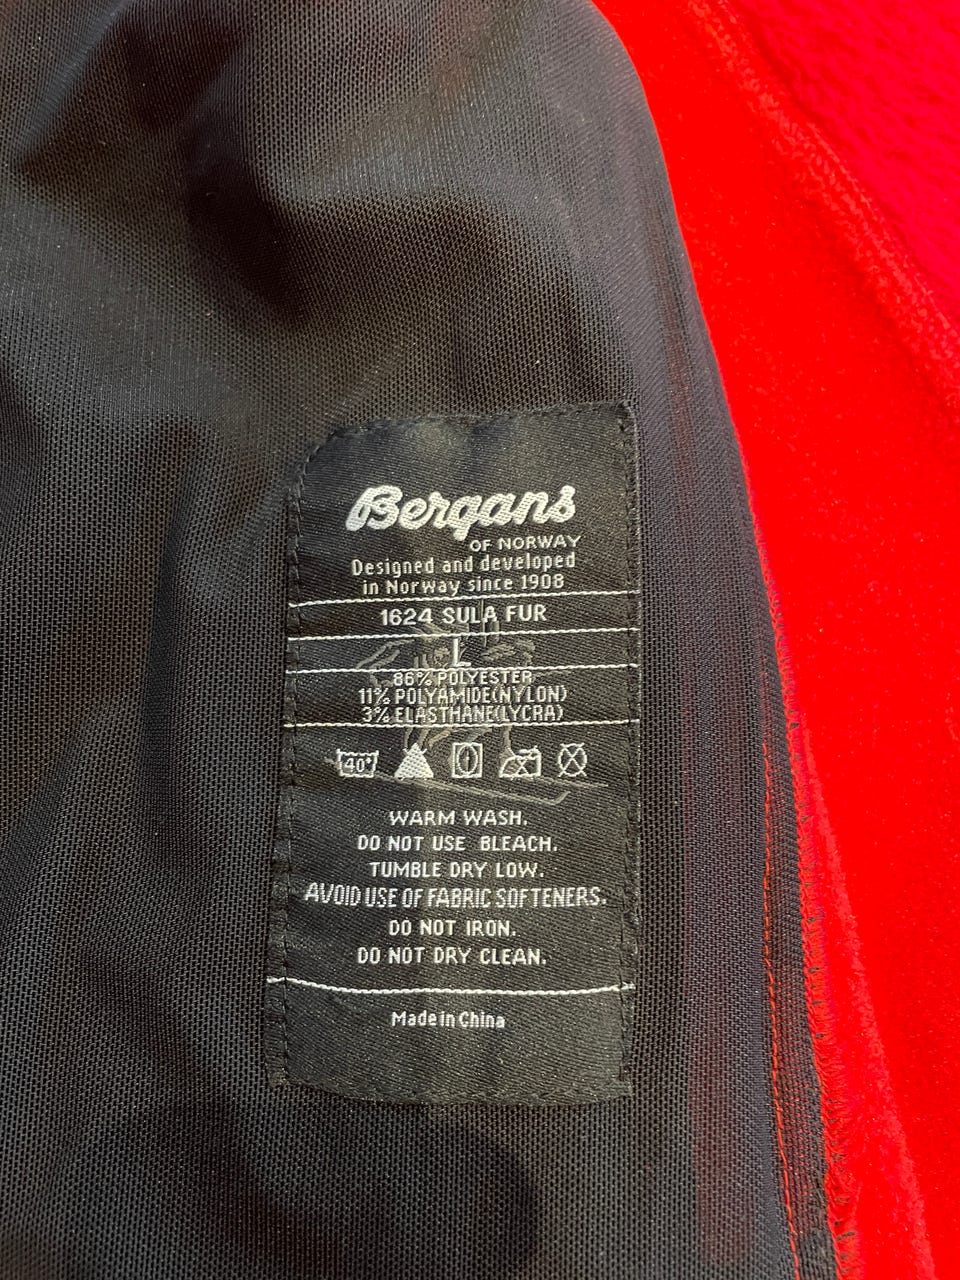 Bergans
OF NORWAY
Designed and developed
in Norway since 1908
1624 SULA FUR
L
86% POLYESTER
11% POLYAMIDE(NYLON)
3% ELASTHANE(LYCRA)
40°
WARM WASH.
DO NOT USE BLEACH.
TUMBLE DRY LOW.
AVOID USE OF FABRIC SOFTENERS.
DO NOT IRON.
DO NOT DRY CLEAN.
Made in China